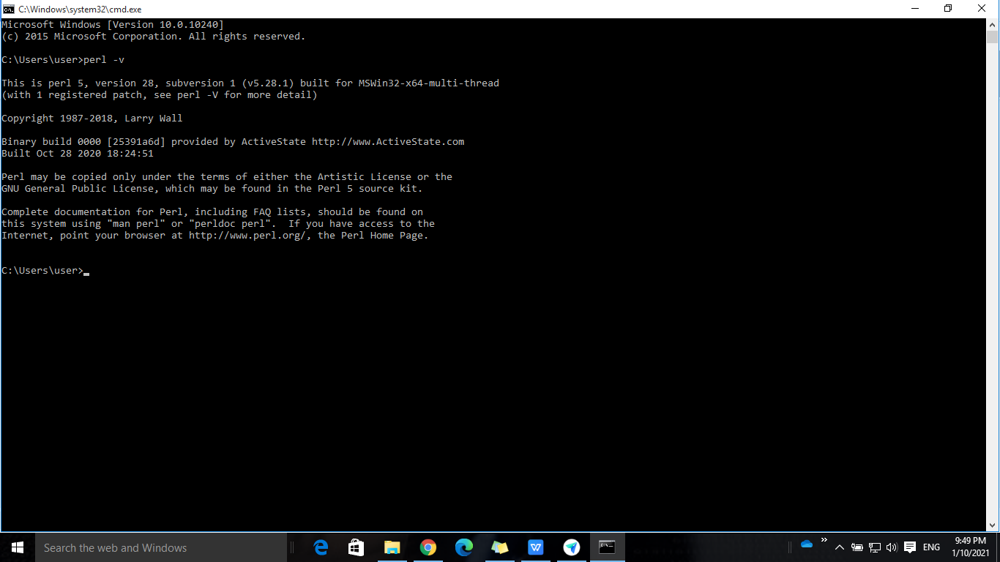 C:\Windows\system32\cmd.exe
Microsoft Windows [Version 10.0.10240]
(c) 2015 Microsoft Corporation. All rights reserved.
C:\Users\user>perl -v
This is perl 5, version 28, subversion 1 (v5.28.1) built for MSWin32-x64-multi-thread
(with 1 registered patch, see perl -V for more detail)
Copyright 1987-2018, Larry Wall
Binary build 0000 [25391a6d] provided by ActiveState http://www.ActiveState.com
Built Oct 28 2020 18:24:51
Perl may be copied only under the terms of either the Artistic License or the
GNU General Public License, which may be found in the Perl 5 source kit.
Complete documentation for Perl, including FAQ lists, should be found on
this system using "man perl" or "perldoc perl".  If you have access to the
Internet, point your browser at http://www.perl.org/, the Perl Home Page.
C:\Users\user>
Search the web and Windows
ENG
9:49 PM
1/10/2021